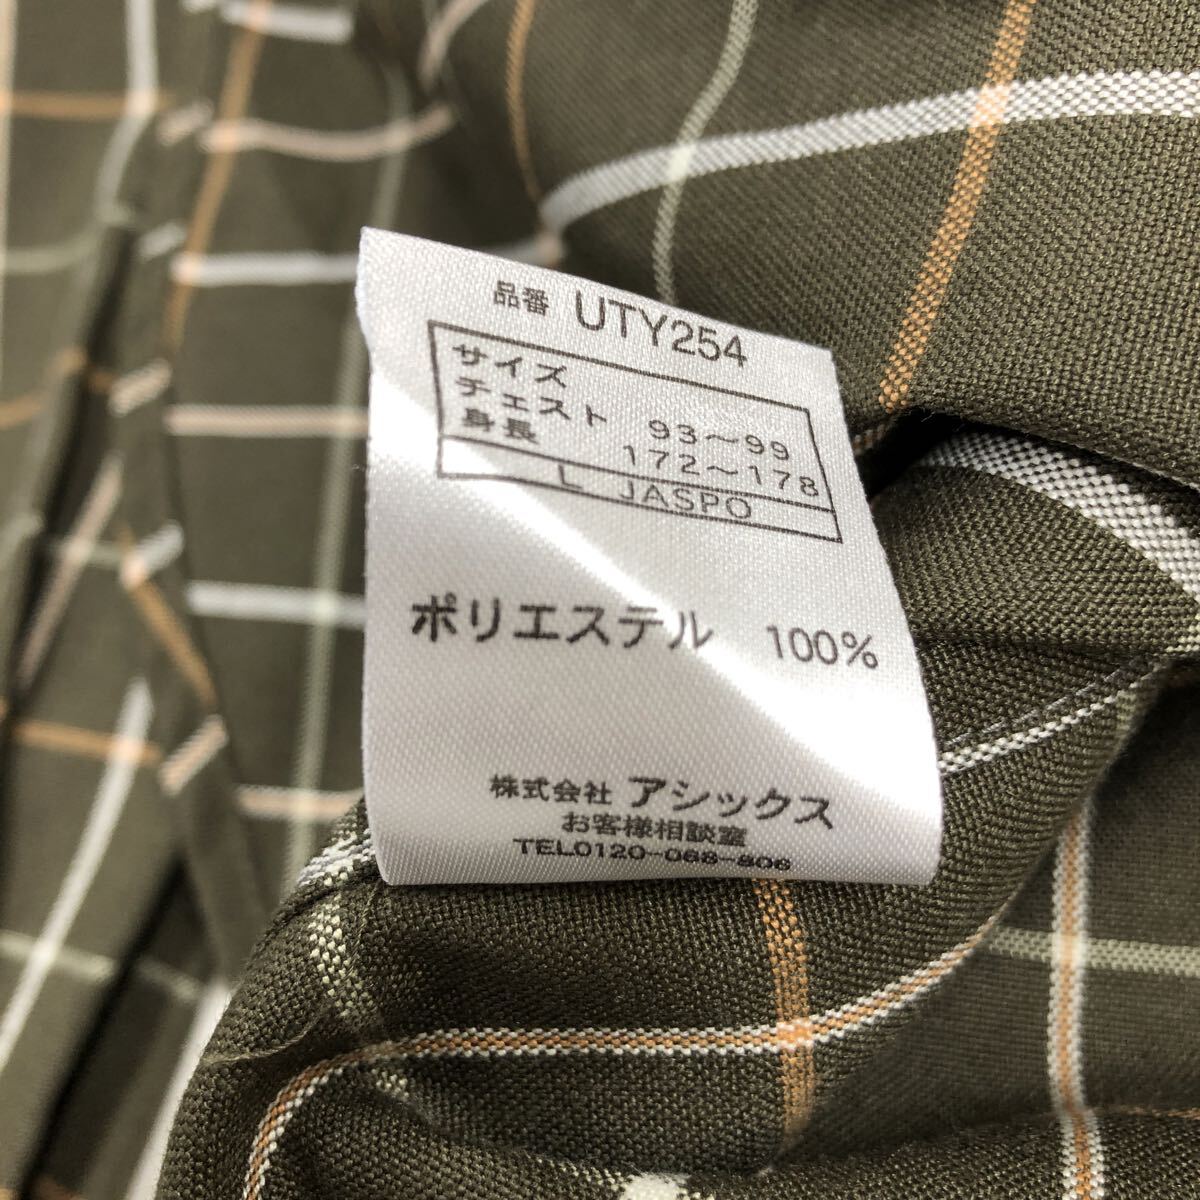 品番 UTY254
サイズ
チェスト 93～99
身長 172～178
L JASPO
ポリエステル 100%
株式会社 アシックス
お客様相談室
TEL0120-068-806